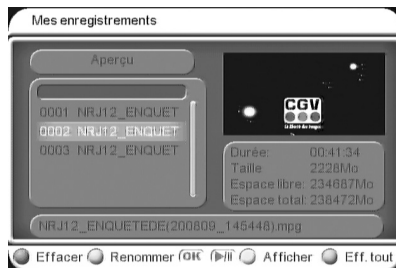 Mes enregistrements
Aperçu
0001 NRJ12_ENQUET
0002 NRJ12_ENQUET
0003 NRJ12_ENQUET
CGV
Durée: 00:41:34
Taille 2228Mo
Espace libre: 234687Mo
Espace total: 238472Mo
NRJ12_ENQUETEDE(200809_145448).mpg
Effacer Renommer OK Afficher Eff. tout